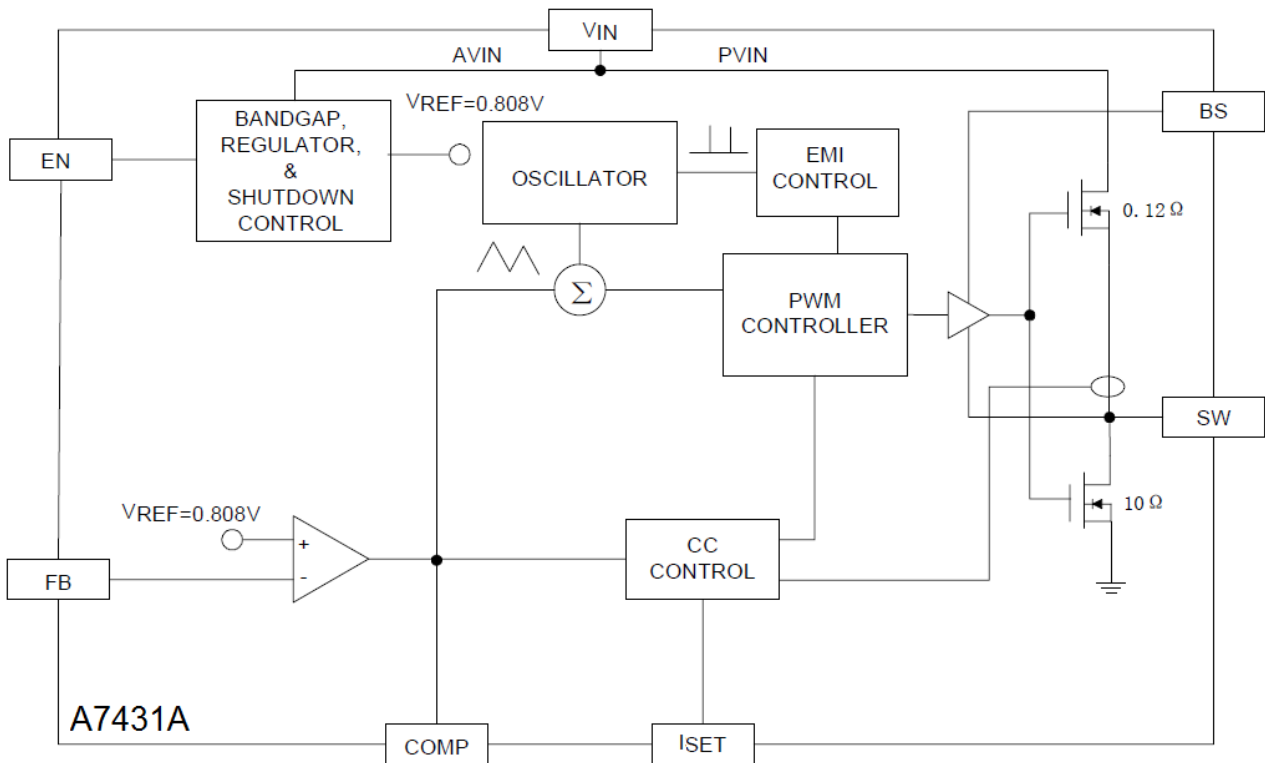 VIN
AVIN
PVIN
BANDGAP,
REGULATOR,
&
SHUTDOWN
CONTROL
VREF=0.808V
BS
EN
OSCILLATOR
EMI
CONTROL
0.12Ω
Σ
PWM
CONTROLLER
SW
VREF=0.808V
+
-
10Ω
CC
CONTROL
FB
A7431A
COMP
ISET